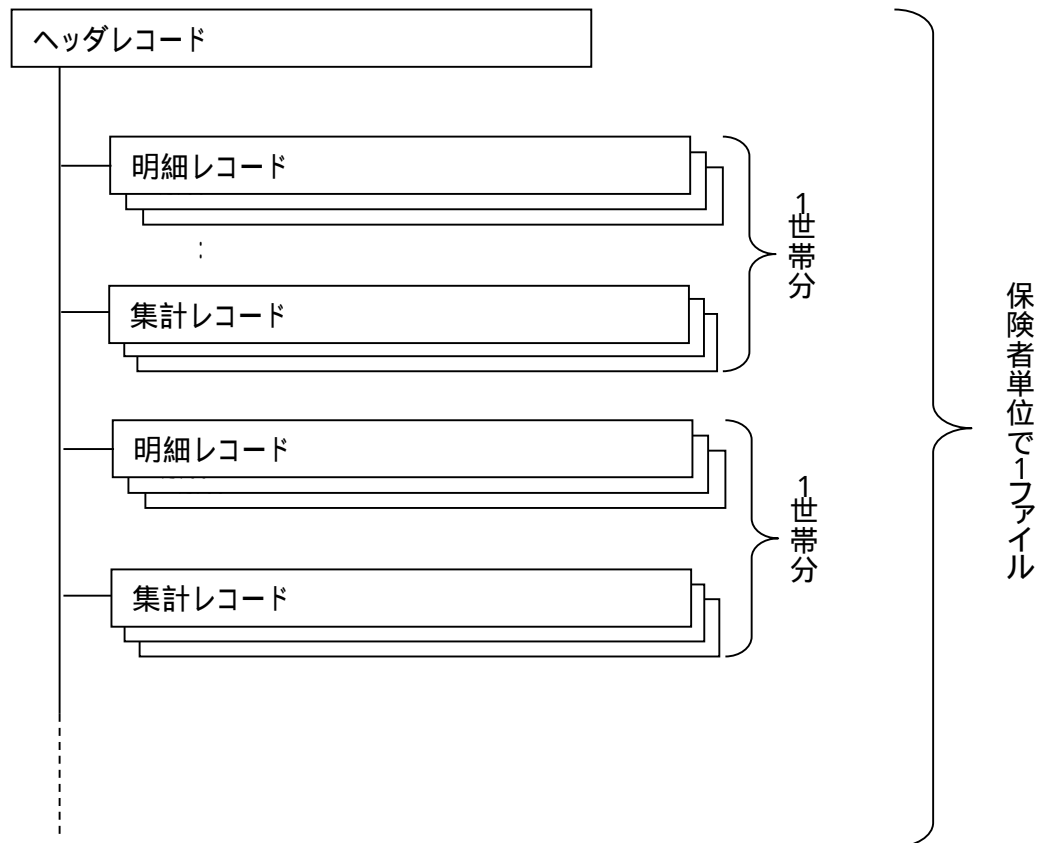 ヘッダレコード
明細レコード
:
集計レコード
1世帯分
明細レコード
集計レコード
1世帯分
保険者単位で1ファイル